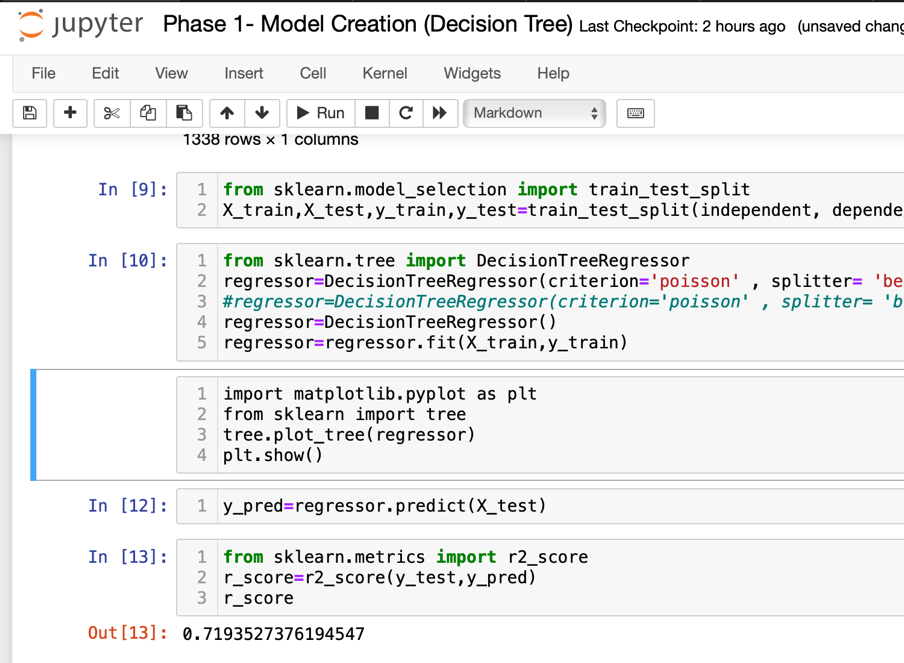 jupyter Phase 1- Model Creation (Decision Tree) Last Checkpoint: 2 hours ago (unsaved chang
File Edit View Insert Cell Kernel Widgets Help
Run Markdown
1338 rows × 1 columns
In [9]:
1 from sklearn.model_selection import train_test_split
2 X_train,X_test,y_train,y_test=train_test_split(independent, depende
In [10]:
1 from sklearn.tree import DecisionTreeRegressor
2 regressor=DecisionTreeRegressor(criterion='poisson' , splitter= 'be
3 #regressor=DecisionTreeRegressor(criterion='poisson' , splitter= 'b
4 regressor=DecisionTreeRegressor()
5 regressor=regressor.fit(X_train,y_train)
1 import matplotlib.pyplot as plt
2 from sklearn import tree
3 tree.plot_tree(regressor)
4 plt.show()
In [12]:
1 y_pred=regressor.predict(X_test)
In [13]:
1 from sklearn.metrics import r2_score
2 r_score=r2_score(y_test,y_pred)
3 r_score
Out[13]: 0.7193527376194547